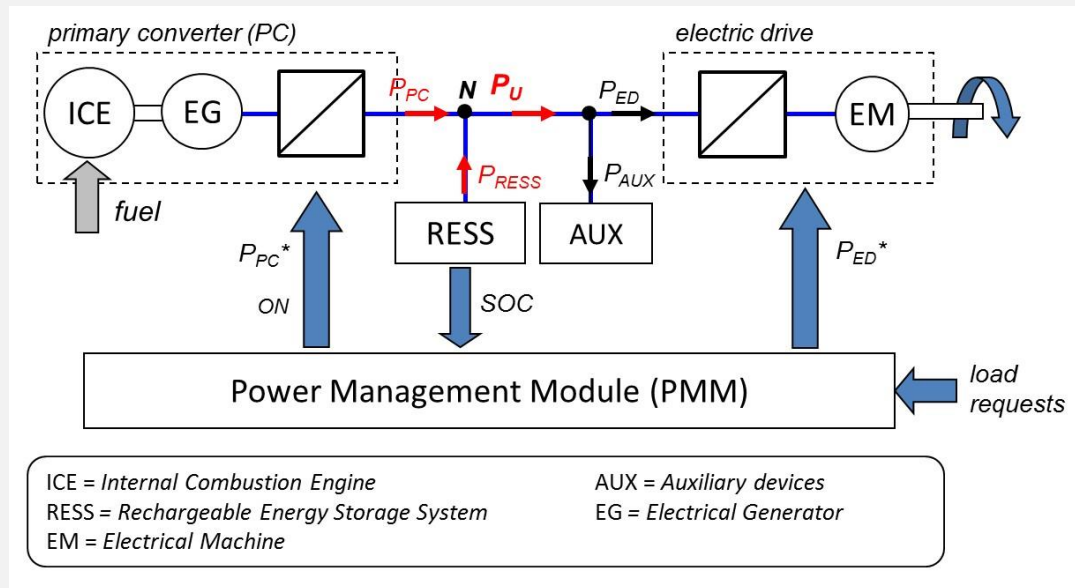 primary converter (PC)
electric drive
ICE
EG
P_PC
N
P_U
P_ED
EM
P_RESS
P_AUX
fuel
RESS
AUX
P_PC*
ON
SOC
P_ED*
Power Management Module (PMM)
load
requests
ICE = Internal Combustion Engine
RESS = Rechargeable Energy Storage System
EM = Electrical Machine
AUX = Auxiliary devices
EG = Electrical Generator